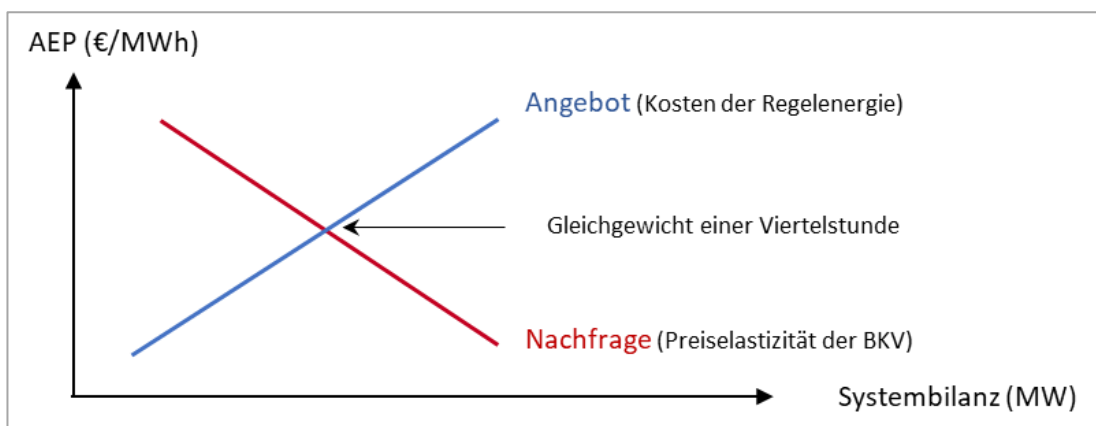 AEP (€/MWh)
Angebot (Kosten der Regelenergie)
Gleichgewicht einer Viertelstunde
Nachfrage (Preiselastizität der BKV)
Systembilanz (MW)